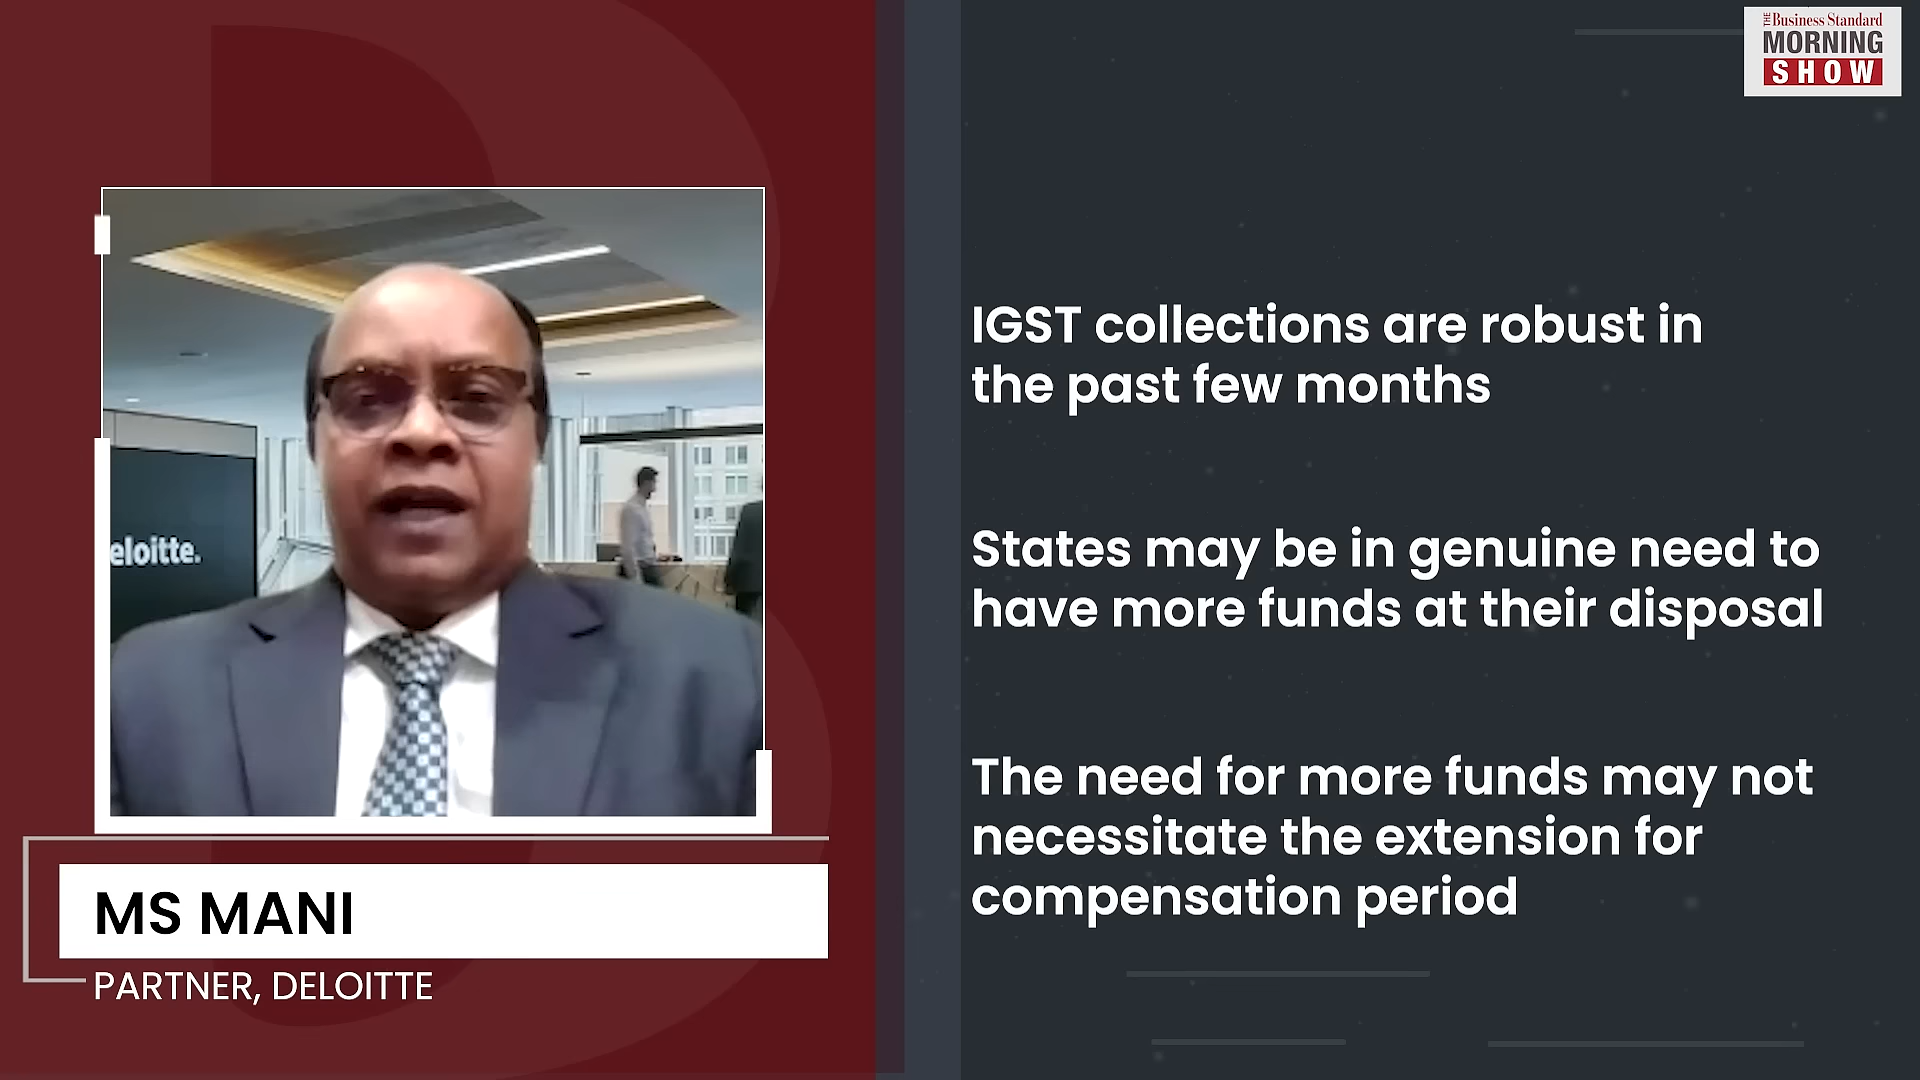 THE
Business Standard
MORNING
SHOW
IGST collections are robust in
the past few months
States may be in genuine need to
have more funds at their disposal
The need for more funds may not
necessitate the extension for
compensation period
eloitte.
MS MANI
PARTNER, DELOITTE